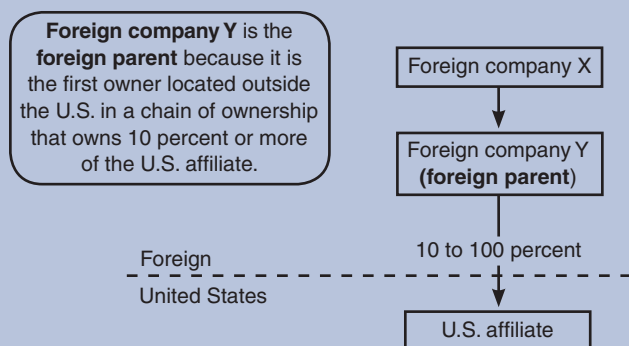 Foreign company Y is the
foreign parent because it is
the first owner located outside
the U.S. in a chain of ownership
that owns 10 percent or more
of the U.S. affiliate.
Foreign company X
Foreign company Y
(foreign parent)
10 to 100 percent
Foreign
United States
U.S. affiliate